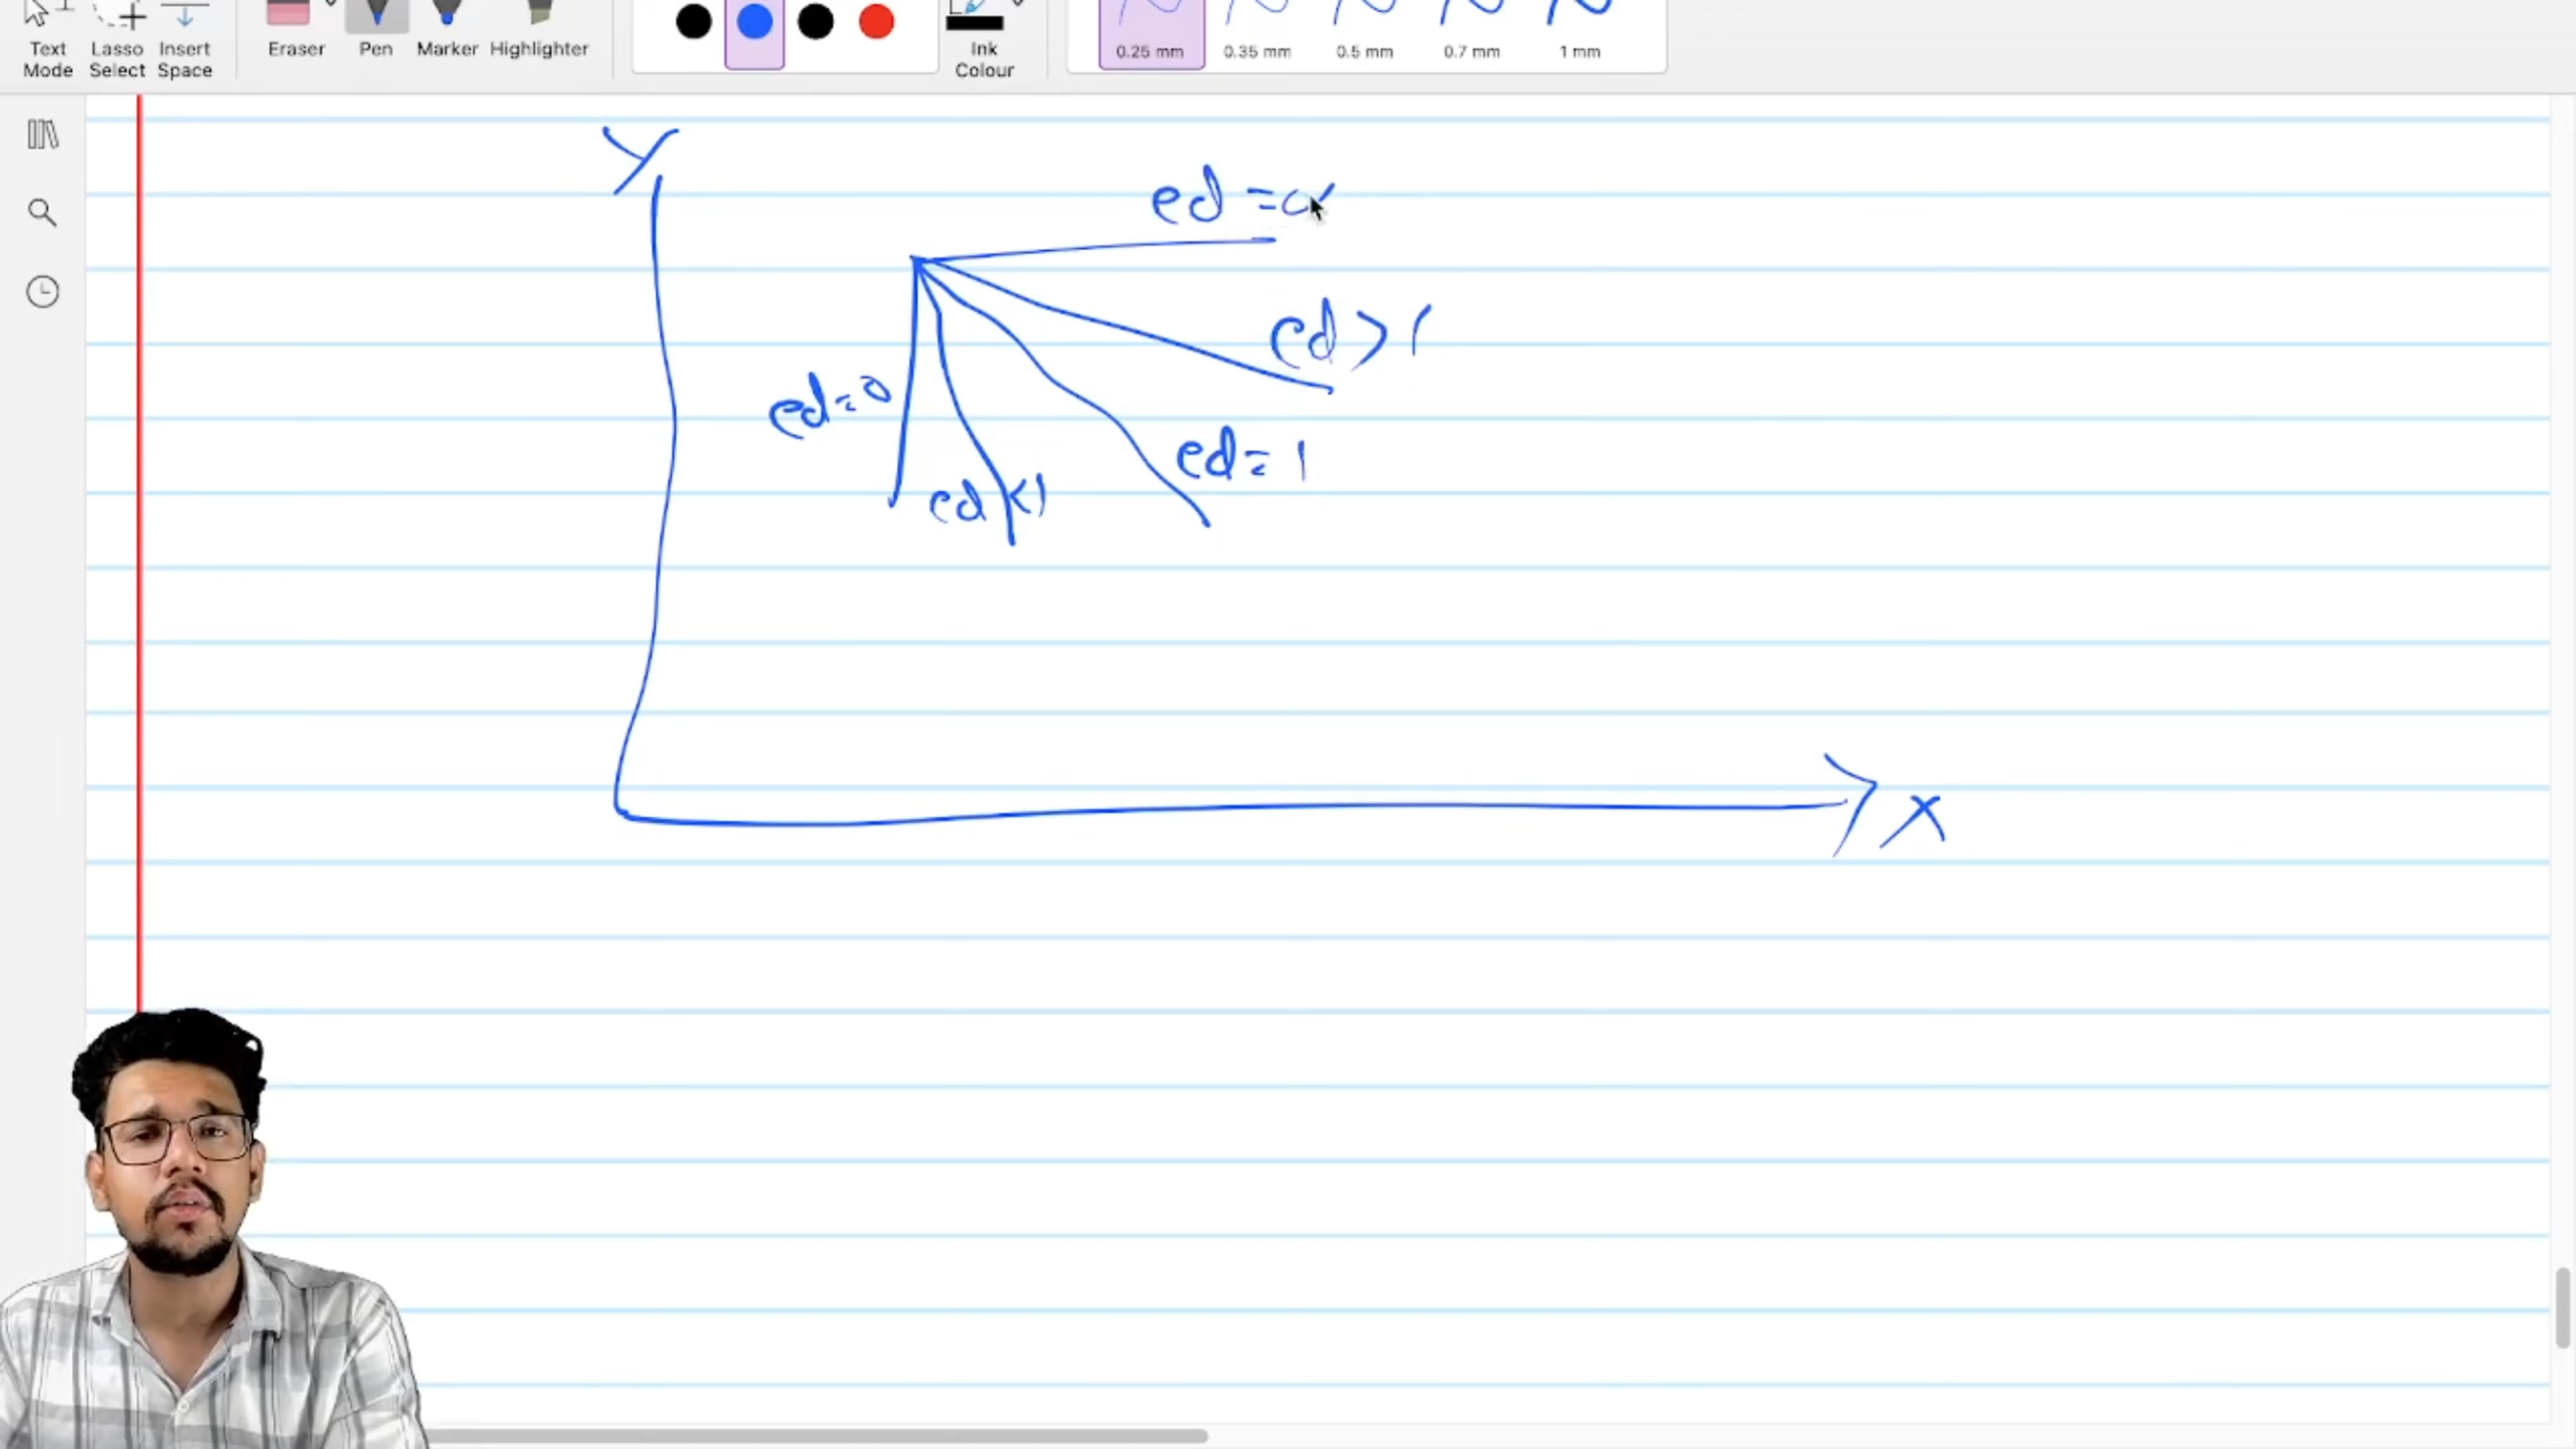 Text Mode
Lasso Select
Insert Space
Eraser
Pen
Marker
Highlighter
Ink Colour
0.25 mm
0.35 mm
0.5 mm
0.7 mm
1 mm
Y
ed =
ed > 1
ed = 0
ed = 1
ed < 1
X